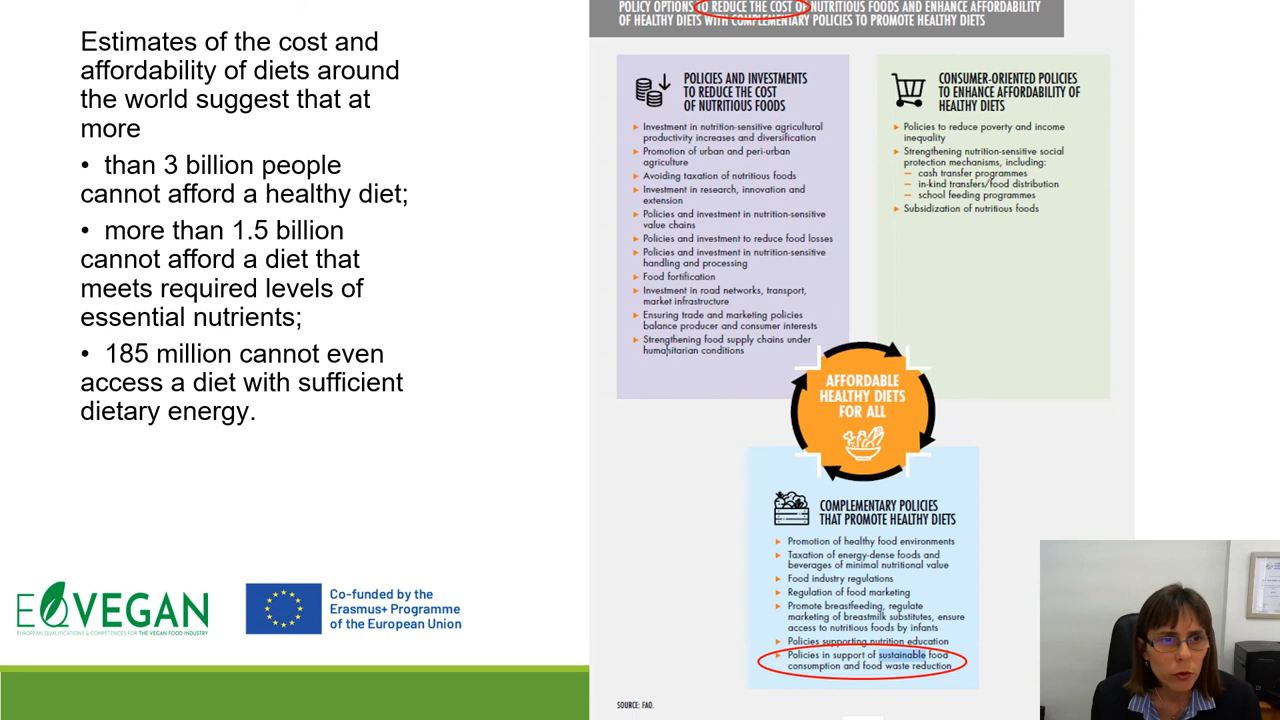 Estimates of the cost and
affordability of diets around
the world suggest that at
more
• than 3 billion people
cannot afford a healthy diet;
• more than 1.5 billion
cannot afford a diet that
meets required levels of
essential nutrients;
• 185 million cannot even
access a diet with sufficient
dietary energy.
EQVEGAN
EUROPEAN QUALIFICATIONS & COMPETENCES FOR THE VEGAN FOOD INDUSTRY
Co-funded by the
Erasmus+ Programme
of the European Union
POLICY OPTIONS TO REDUCE THE COST OF NUTRITIOUS FOODS AND ENHANCE AFFORDABILITY
OF HEALTHY DIETS WITH COMPLEMENTARY POLICIES TO PROMOTE HEALTHY DIETS
POLICIES AND INVESTMENTS
TO REDUCE THE COST
OF NUTRITIOUS FOODS
► Investment in nutrition-sensitive agricultural
productivity increases and diversification
► Promotion of urban and peri-urban
agriculture
► Avoiding taxation of nutritious foods
► Investment in research, innovation and
extension
► Policies and investment in nutrition-sensitive
value chains
► Policies and investment to reduce food losses
► Policies and investment in nutrition-sensitive
handling and processing
► Food fortification
► Investment in road networks, transport,
market infrastructure
► Ensuring trade and marketing policies
balance producer and consumer interests
► Strengthening food supply chains under
humanitarian conditions
CONSUMER-ORIENTED POLICIES
TO ENHANCE AFFORDABILITY OF
HEALTHY DIETS
► Policies to reduce poverty and income
inequality
► Strengthening nutrition-sensitive social
protection mechanisms, including:
— cash transfer programmes
— in-kind transfers/food distribution
— school feeding programmes
► Subsidization of nutritious foods
AFFORDABLE
HEALTHY DIETS
FOR ALL
COMPLEMENTARY POLICIES
THAT PROMOTE HEALTHY DIETS
► Promotion of healthy food environments
► Taxation of energy-dense foods and
beverages of minimal nutritional value
► Food industry regulations
► Regulation of food marketing
► Promote breastfeeding, regulate
marketing of breastmilk substitutes, ensure
access to nutritious foods by infants
► Policies supporting nutrition education
► Policies in support of sustainable food
consumption and food waste reduction
SOURCE: FAO.